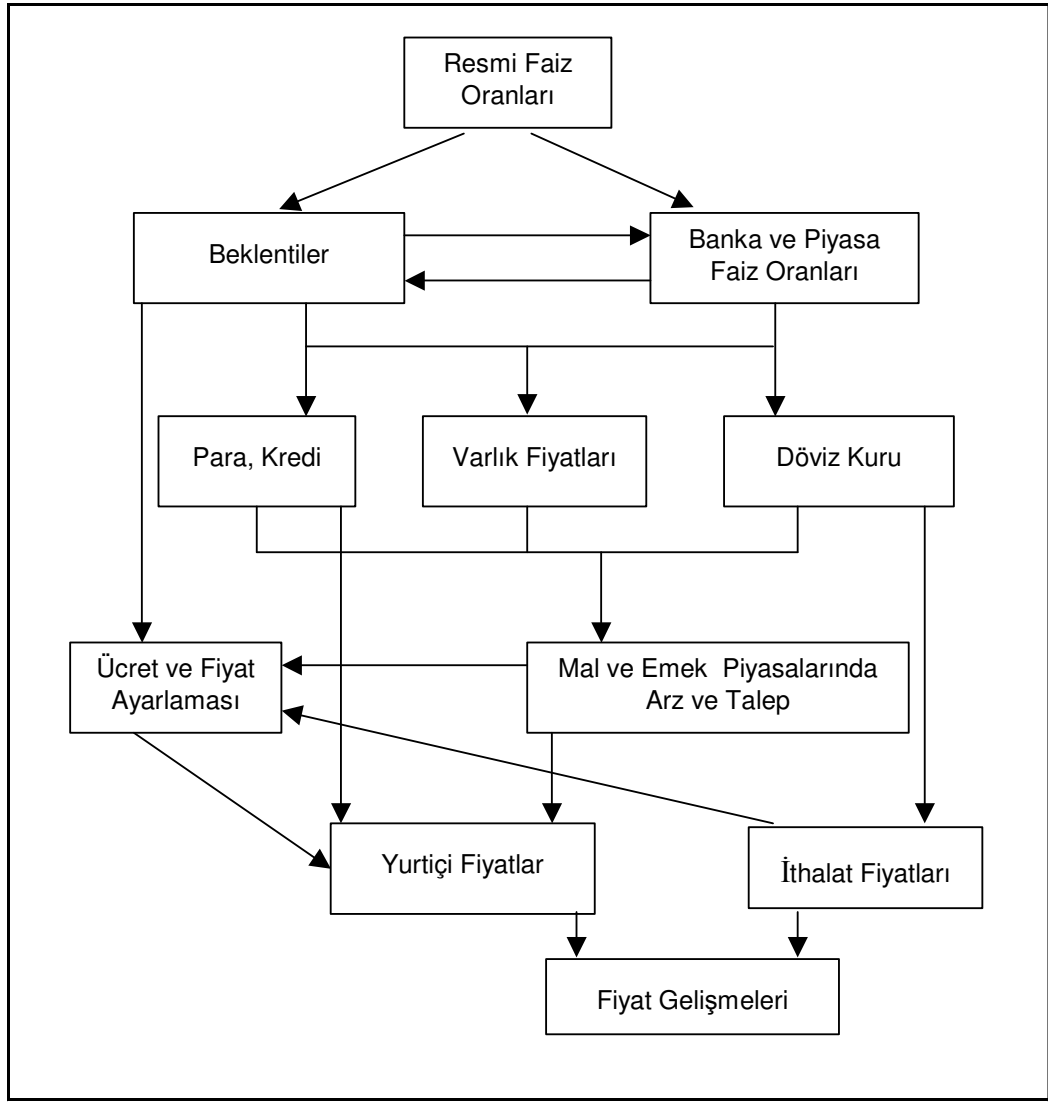 Resmi Faiz
Oranları
Beklentiler
Banka ve Piyasa
Faiz Oranları
Para, Kredi
Varlık Fiyatları
Döviz Kuru
Ücret ve Fiyat
Ayarlaması
Mal ve Emek Piyasalarında
Arz ve Talep
Yurtiçi Fiyatlar
İthalat Fiyatları
Fiyat Gelişmeleri